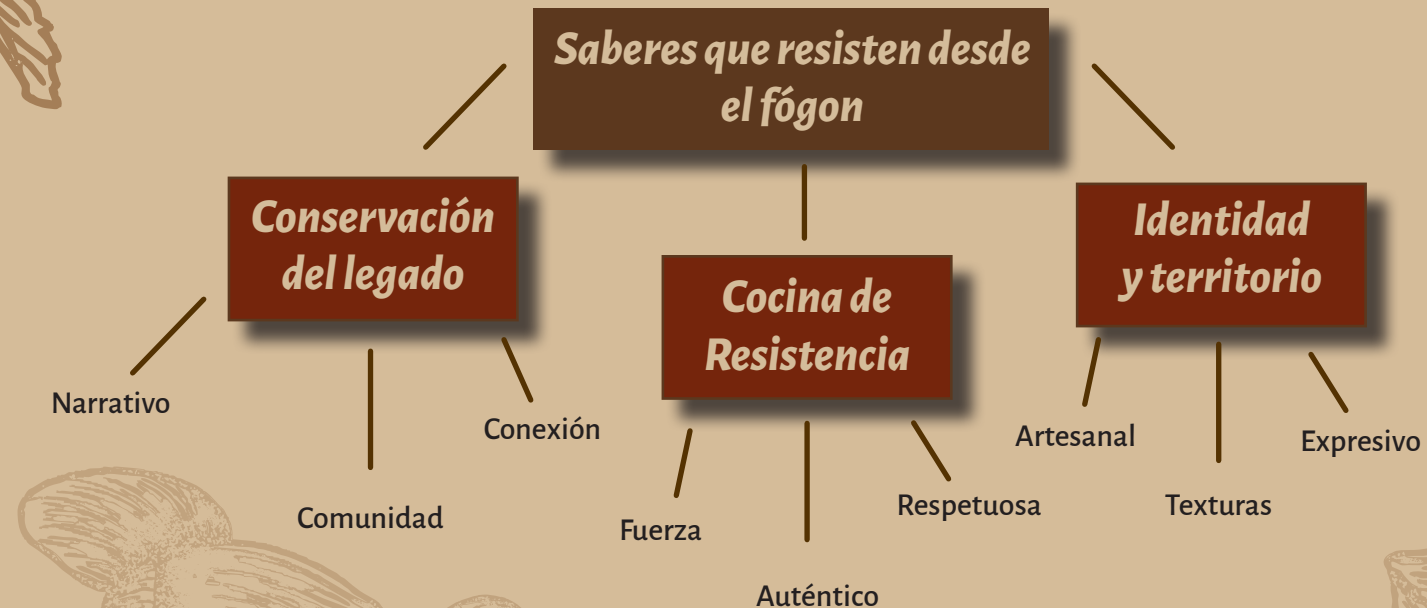 Saberes que resisten desde
el fógon
Conservación
del legado
Cocina de
Resistencia
Identidad
y territorio
Narrativo
Comunidad
Conexión
Fuerza
Auténtico
Respetuosa
Artesanal
Texturas
Expresivo